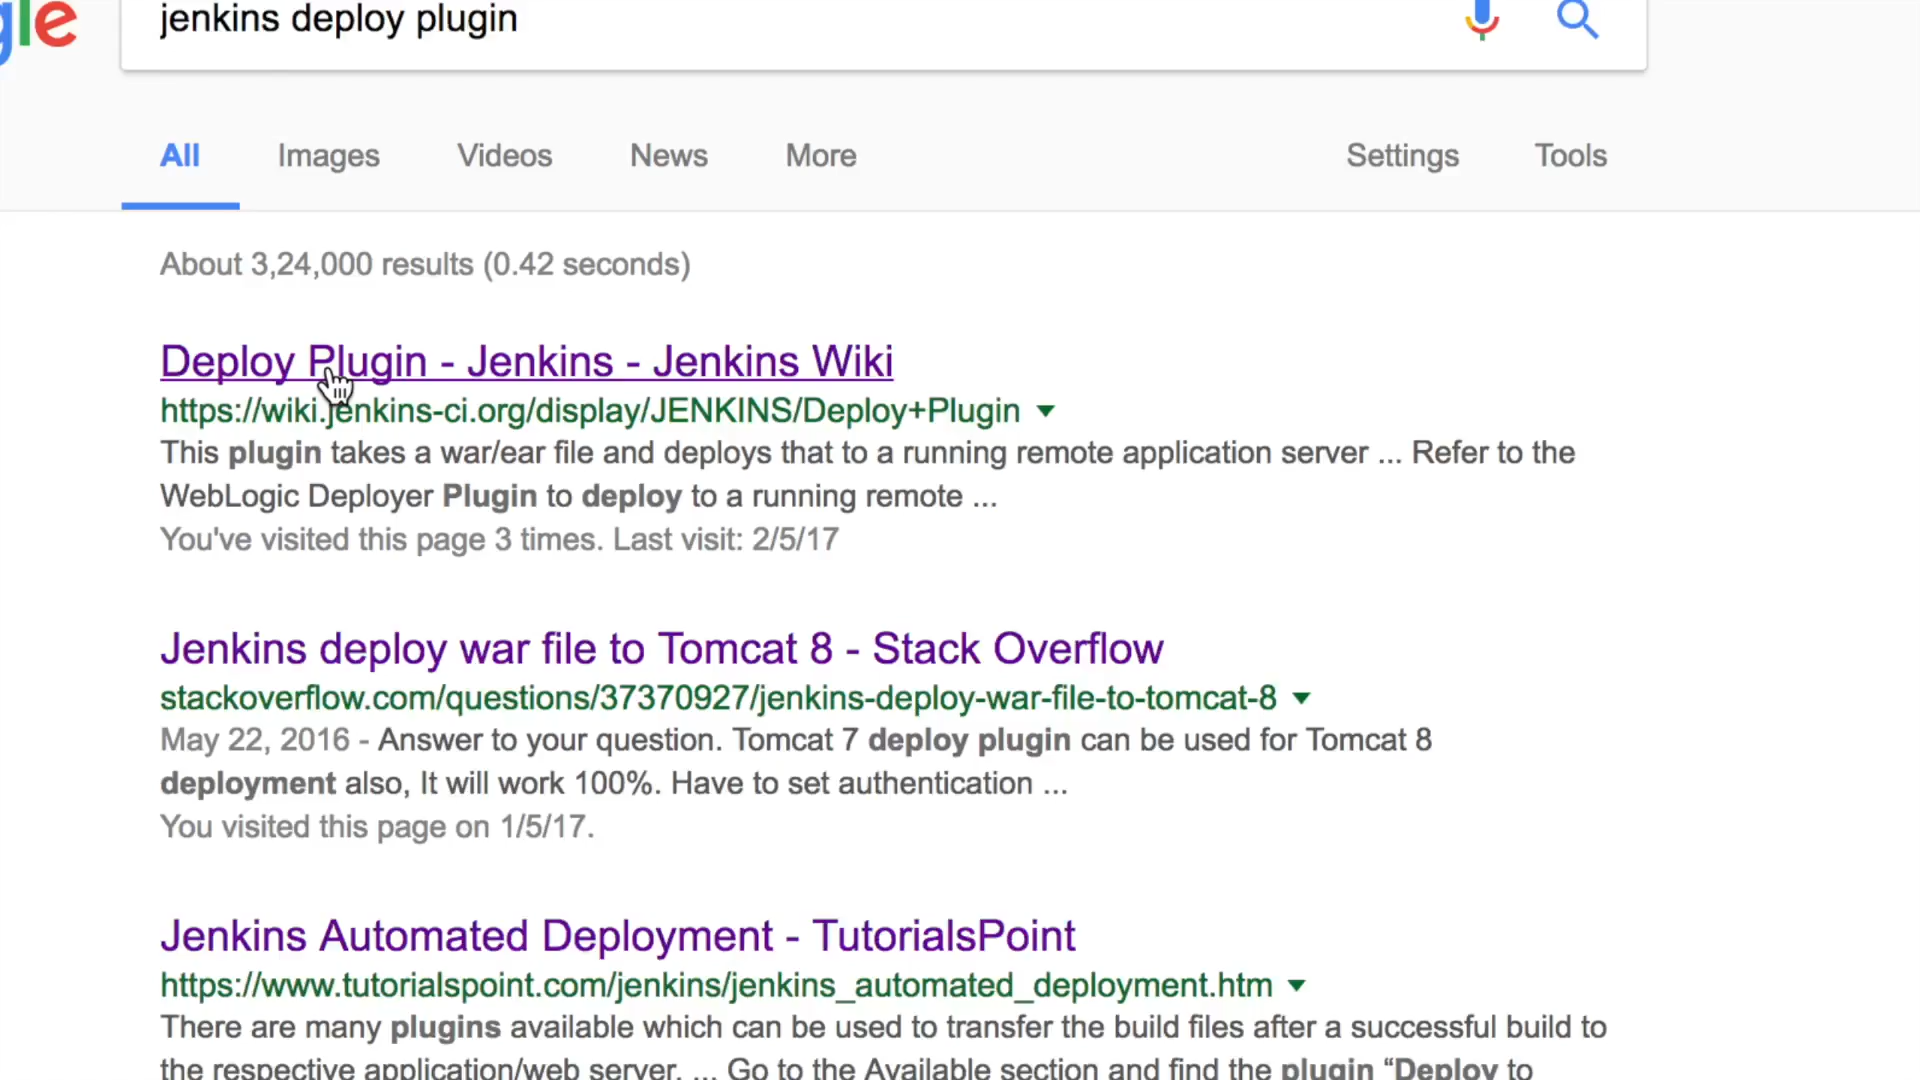 gle
jenkins deploy plugin
All Images Videos News More Settings Tools
About 3,24,000 results (0.42 seconds)
Deploy Plugin - Jenkins - Jenkins Wiki
https://wiki.jenkins-ci.org/display/JENKINS/Deploy+Plugin
This plugin takes a war/ear file and deploys that to a running remote application server ... Refer to the
WebLogic Deployer Plugin to deploy to a running remote ...
You've visited this page 3 times. Last visit: 2/5/17
Jenkins deploy war file to Tomcat 8 - Stack Overflow
stackoverflow.com/questions/37370927/jenkins-deploy-war-file-to-tomcat-8
May 22, 2016 - Answer to your question. Tomcat 7 deploy plugin can be used for Tomcat 8
deployment also, It will work 100%. Have to set authentication ...
You visited this page on 1/5/17.
Jenkins Automated Deployment - TutorialsPoint
https://www.tutorialspoint.com/jenkins/jenkins_automated_deployment.htm
There are many plugins available which can be used to transfer the build files after a successful build to
the respective application/web server. ... Go to the Available section and find the plugin “Deploy to